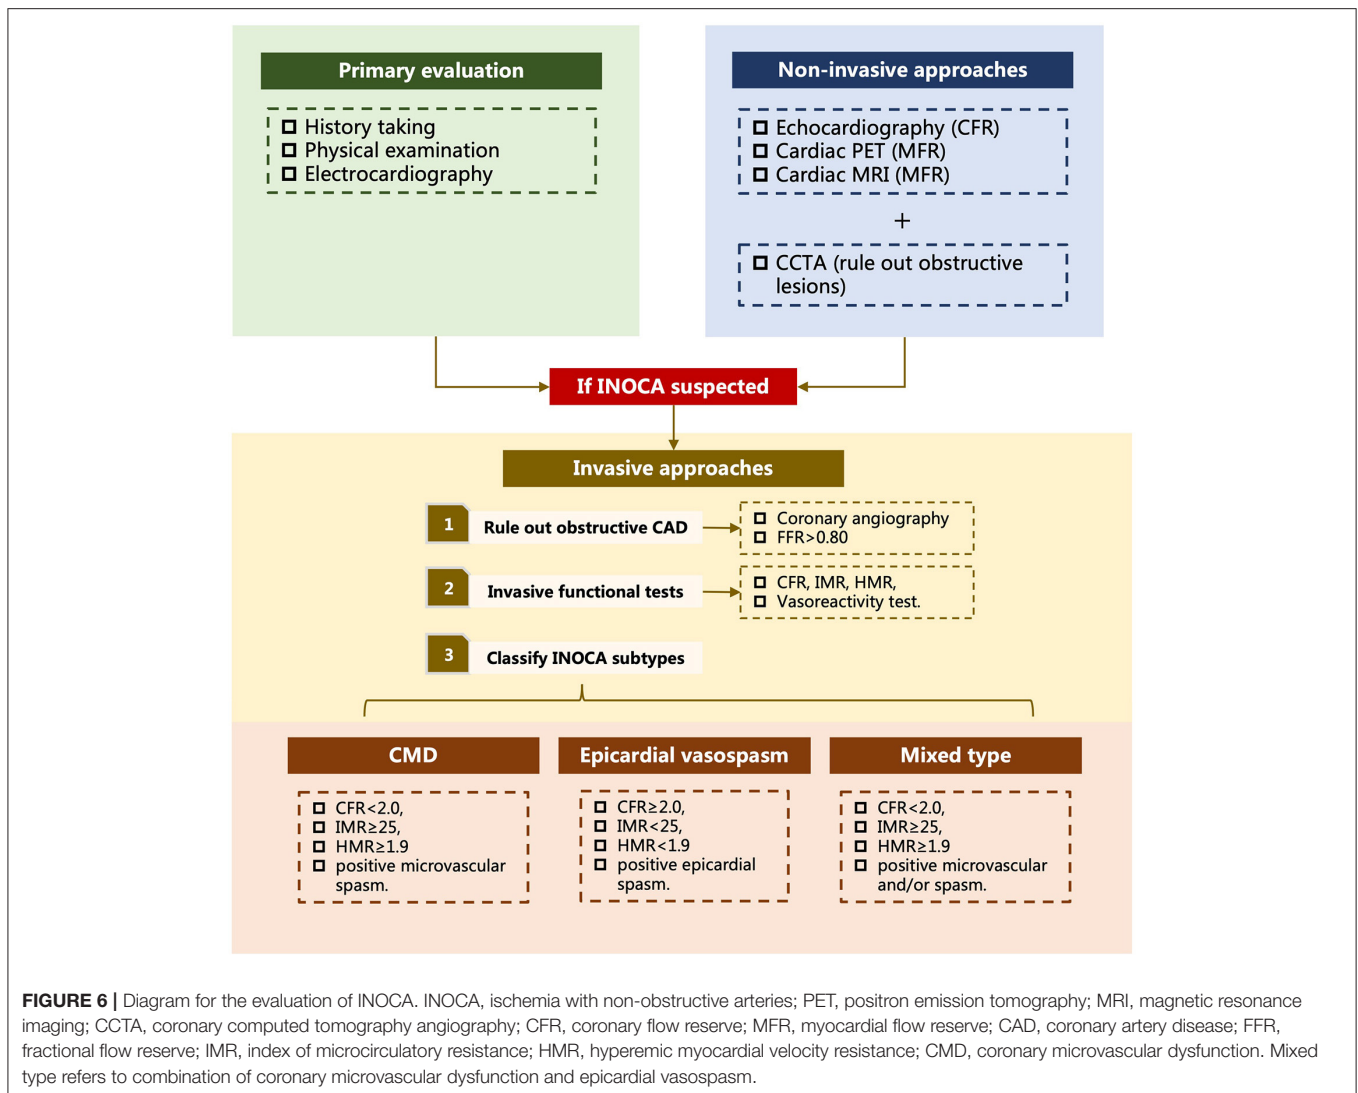 Primary evaluation
History taking
Physical examination
Electrocardiography
Non-invasive approaches
Echocardiography (CFR)
Cardiac PET (MFR)
Cardiac MRI (MFR)
+
CCTA (rule out obstructive
lesions)
If INOCA suspected
Invasive approaches
1
Rule out obstructive CAD
Coronary angiography
FFR>0.80
2
Invasive functional tests
CFR, IMR, HMR,
Vasoreactivity test.
3
Classify INOCA subtypes
CMD
CFR<2.0,
IMR≥25,
HMR≥1.9
positive microvascular
spasm.
Epicardial vasospasm
CFR≥2.0,
IMR<25,
HMR<1.9
positive epicardial
spasm.
Mixed type
CFR<2.0,
IMR≥25,
HMR≥1.9
positive microvascular
and/or spasm.
FIGURE 6 | Diagram for the evaluation of INOCA. INOCA, ischemia with non-obstructive arteries; PET, positron emission tomography; MRI, magnetic resonance
imaging; CCTA, coronary computed tomography angiography; CFR, coronary flow reserve; MFR, myocardial flow reserve; CAD, coronary artery disease; FFR,
fractional flow reserve; IMR, index of microcirculatory resistance; HMR, hyperemic myocardial velocity resistance; CMD, coronary microvascular dysfunction. Mixed
type refers to combination of coronary microvascular dysfunction and epicardial vasospasm.